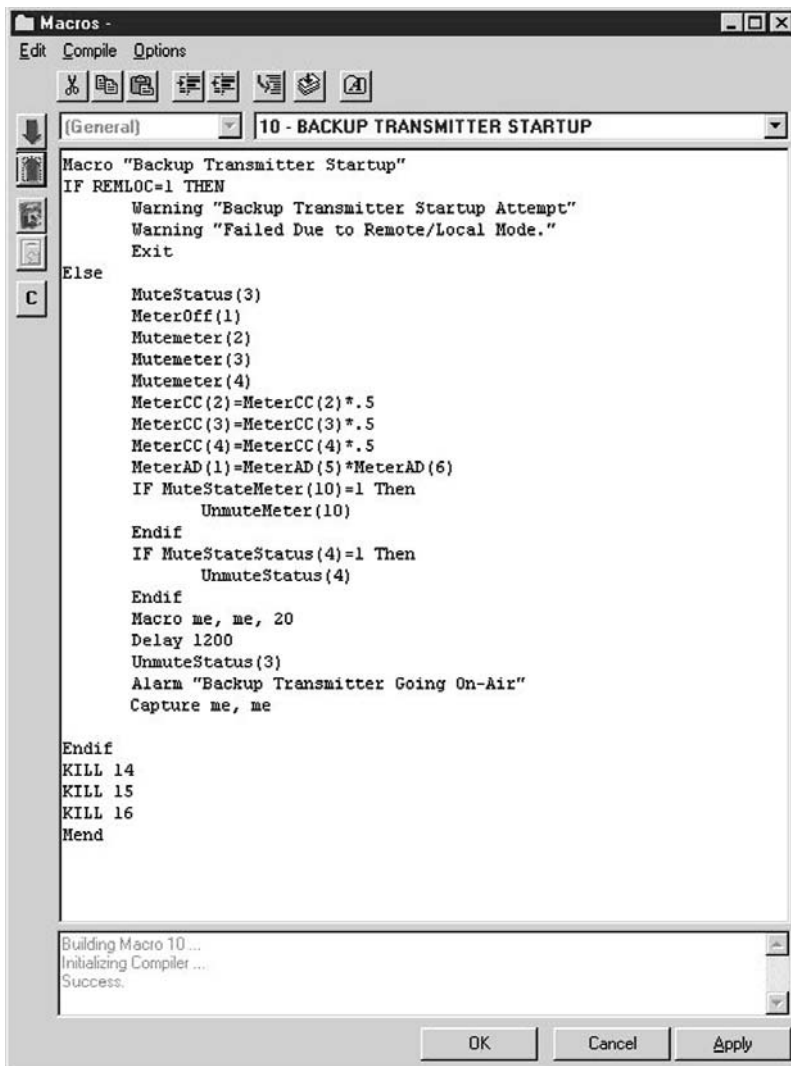 Macros -
Edit Compile Options
(General) 10 - BACKUP TRANSMITTER STARTUP
C
Macro "Backup Transmitter Startup"
IF REMLOC=1 THEN
Warning "Backup Transmitter Startup Attempt"
Warning "Failed Due to Remote/Local Mode."
Exit
Else
MuteStatus(3)
MeterOff(1)
Mutemeter(2)
Mutemeter(3)
Mutemeter(4)
MeterCC(2)=MeterCC(2)*.5
MeterCC(3)=MeterCC(3)*.5
MeterCC(4)=MeterCC(4)*.5
MeterAD(1)=MeterAD(5)*MeterAD(6)
IF MuteStateMeter(10)=1 Then
UnmuteMeter(10)
Endif
IF MuteStateStatus(4)=1 Then
UnmuteStatus(4)
Endif
Macro me, me, 20
Delay 1200
UnmuteStatus(3)
Alarm "Backup Transmitter Going On-Air"
Capture me, me
Endif
KILL 14
KILL 15
KILL 16
Mend
Building Macro 10 ...
Initializing Compiler ...
Success.
OK Cancel Apply